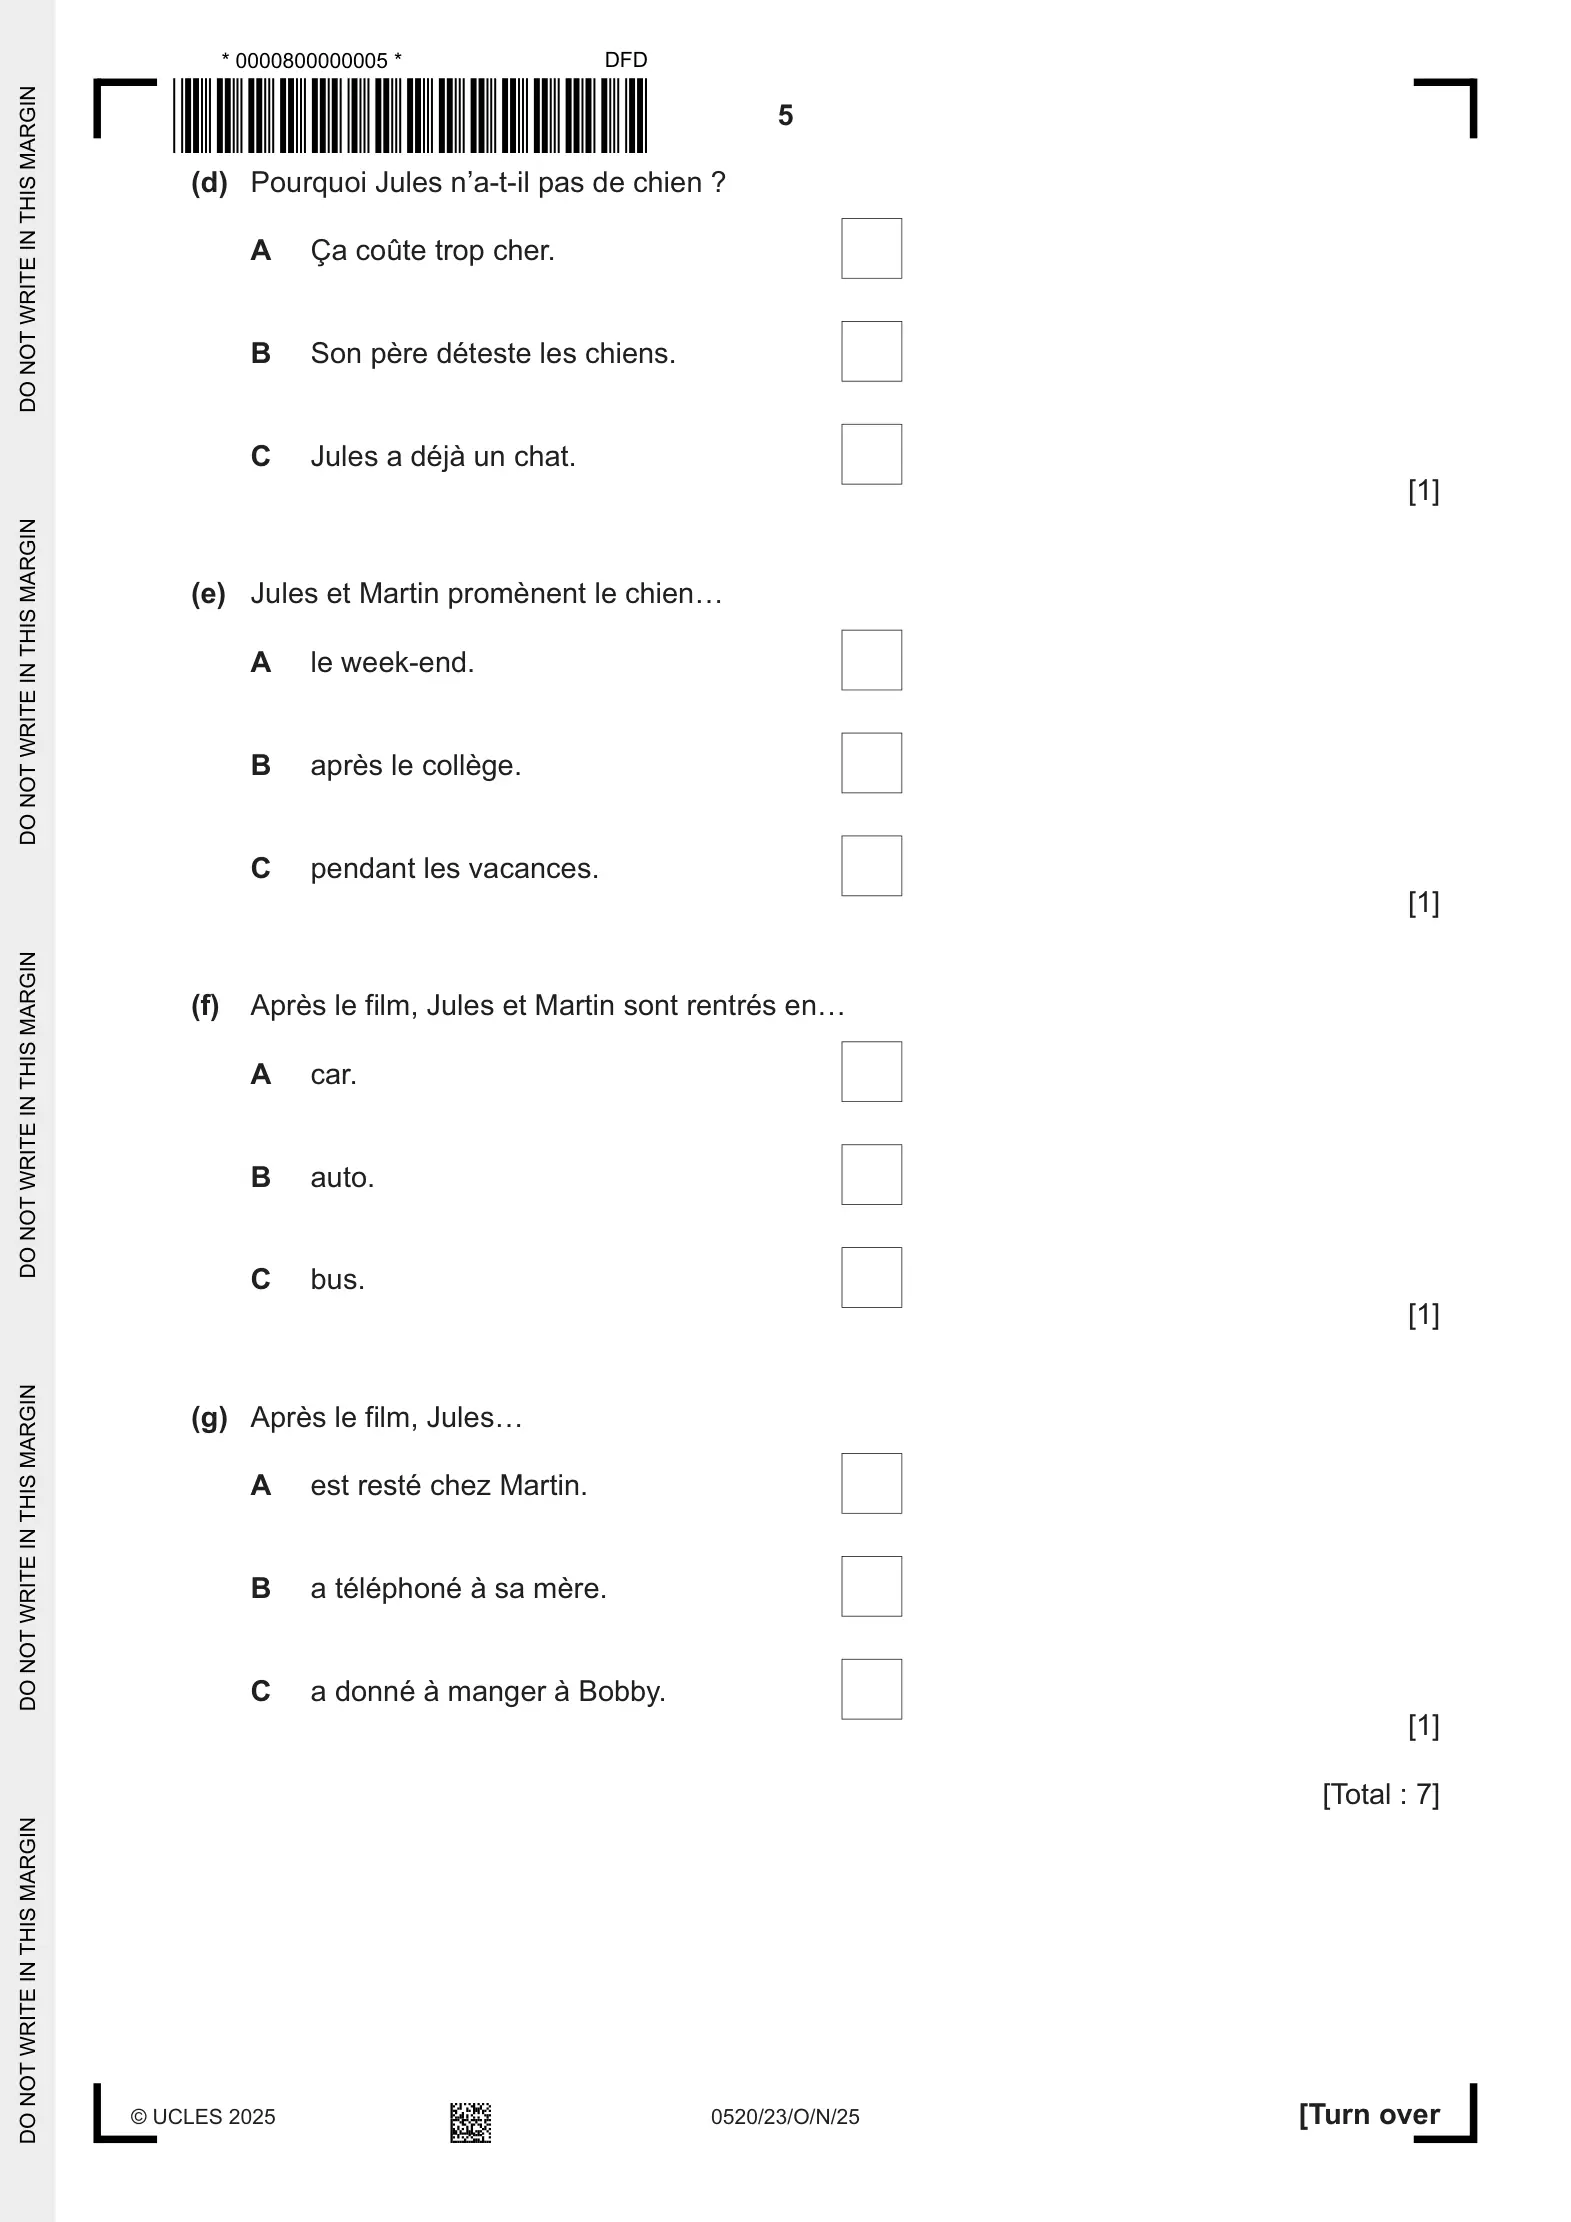 * 0000800000005 *
DFD
5
(d) Pourquoi Jules n’a-t-il pas de chien ?
A Ça coûte trop cher.
B Son père déteste les chiens.
C Jules a déjà un chat.
[1]
(e) Jules et Martin promènent le chien…
A le week-end.
B après le collège.
C pendant les vacances.
[1]
(f) Après le film, Jules et Martin sont rentrés en…
A car.
B auto.
C bus.
[1]
(g) Après le film, Jules…
A est resté chez Martin.
B a téléphoné à sa mère.
C a donné à manger à Bobby.
[1]
[Total : 7]
© UCLES 2025
0520/23/O/N/25
[Turn over
DO NOT WRITE IN THIS MARGIN
DO NOT WRITE IN THIS MARGIN
DO NOT WRITE IN THIS MARGIN
DO NOT WRITE IN THIS MARGIN
DO NOT WRITE IN THIS MARGIN